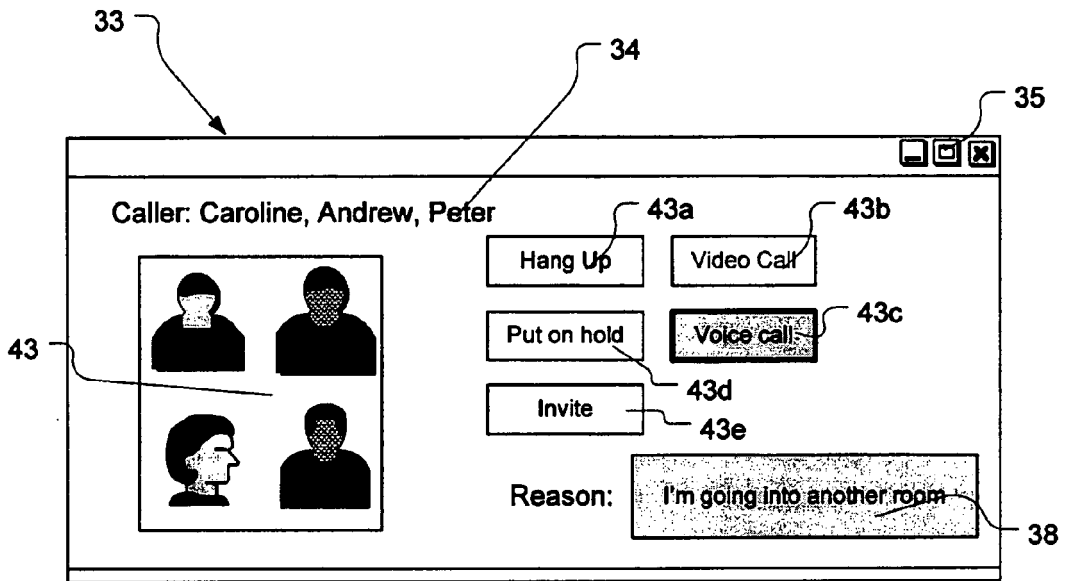 33
34
35
Caller: Caroline, Andrew, Peter
43a
43b
Hang Up
Video Call
43c
Put on hold
Voice call
43
43d
Invite
43e
Reason:
I'm going into another room
38